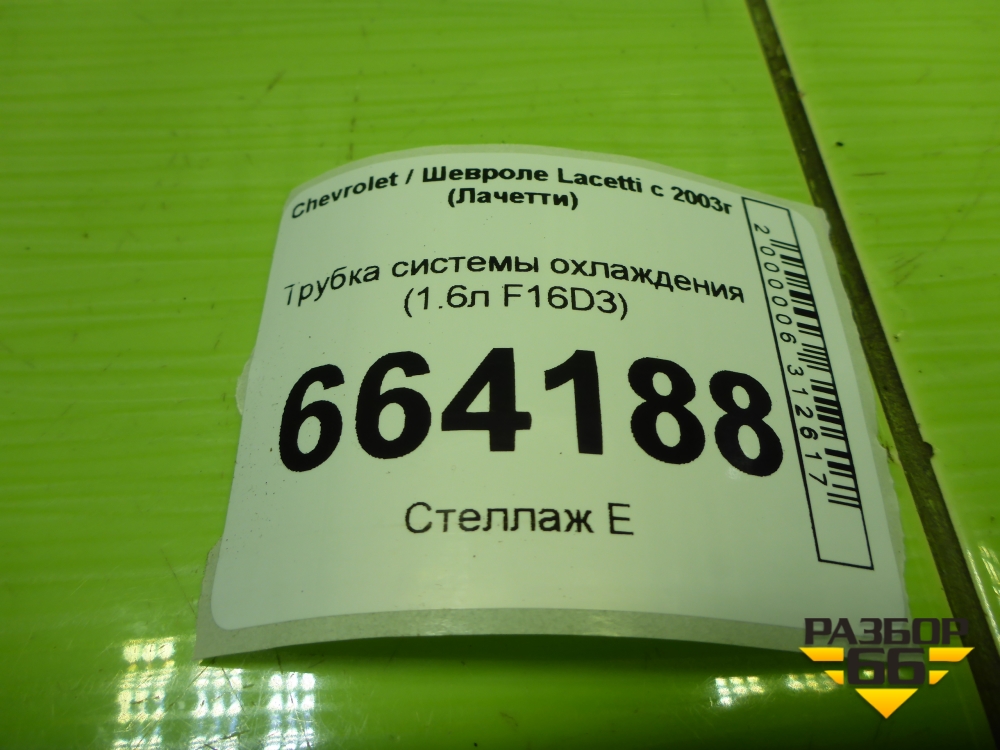 Chevrolet / Шевроле Lacetti с 2003г
(Лачетти)
Трубка системы охлаждения
(1.6л F16D3)
664188
Стеллаж Е
2000006312617
РАЗБОР
66